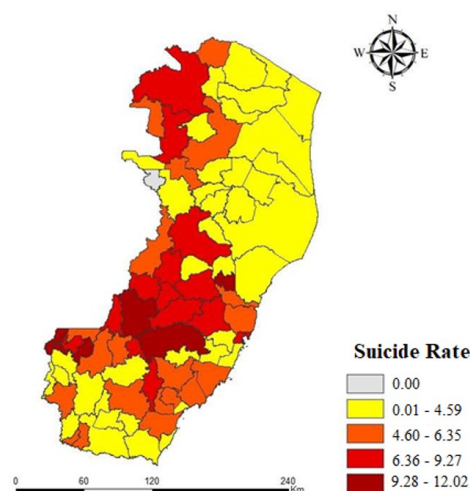 N
W E
S
Suicide Rate
0.00
0.01 - 4.59
4.60 - 6.35
6.36 - 9.27
9.28 - 12.02
0 60 120 240
Km